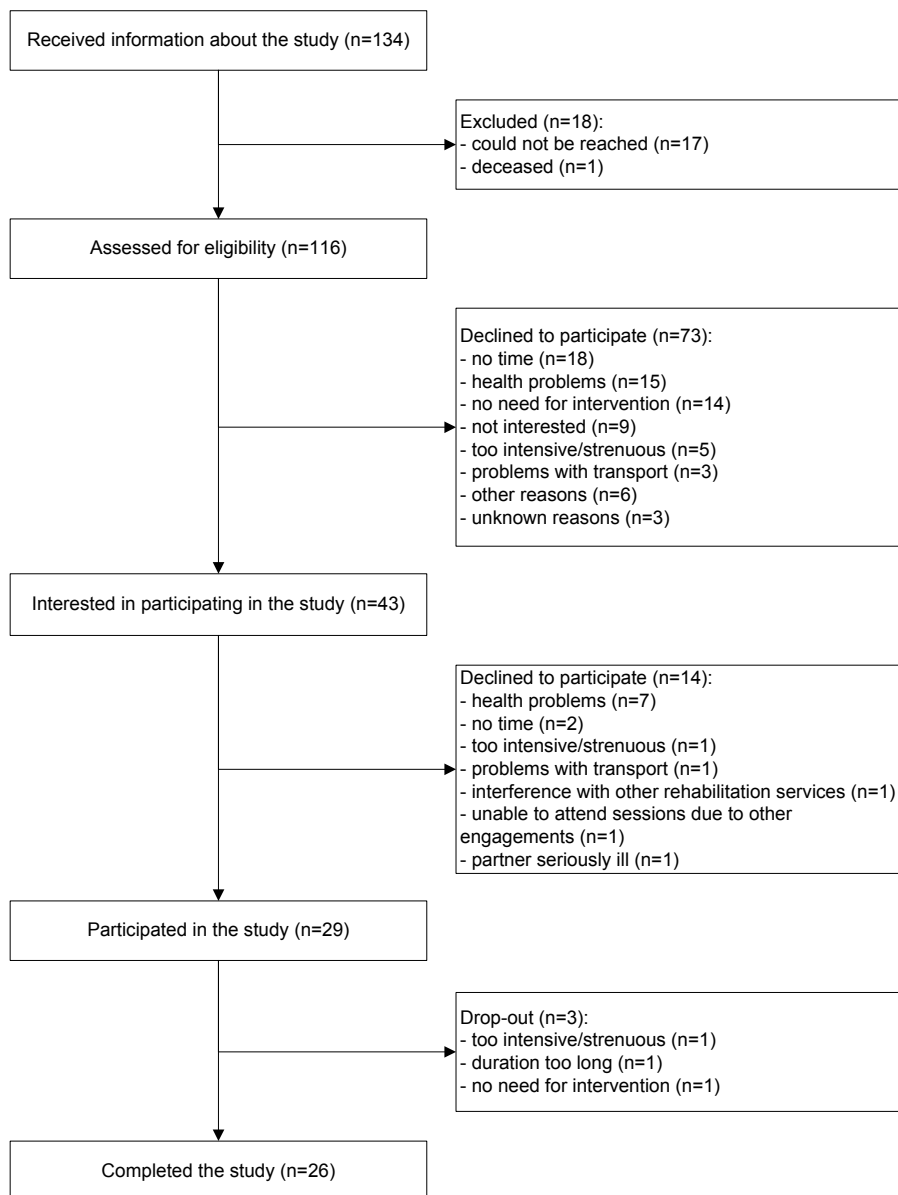 Received information about the study (n=134)
Excluded (n=18):
- could not be reached (n=17)
- deceased (n=1)
Assessed for eligibility (n=116)
Declined to participate (n=73):
- no time (n=18)
- health problems (n=15)
- no need for intervention (n=14)
- not interested (n=9)
- too intensive/strenuous (n=5)
- problems with transport (n=3)
- other reasons (n=6)
- unknown reasons (n=3)
Interested in participating in the study (n=43)
Declined to participate (n=14):
- health problems (n=7)
- no time (n=2)
- too intensive/strenuous (n=1)
- problems with transport (n=1)
- interference with other rehabilitation services (n=1)
- unable to attend sessions due to other
engagements (n=1)
- partner seriously ill (n=1)
Participated in the study (n=29)
Drop-out (n=3):
- too intensive/strenuous (n=1)
- duration too long (n=1)
- no need for intervention (n=1)
Completed the study (n=26)